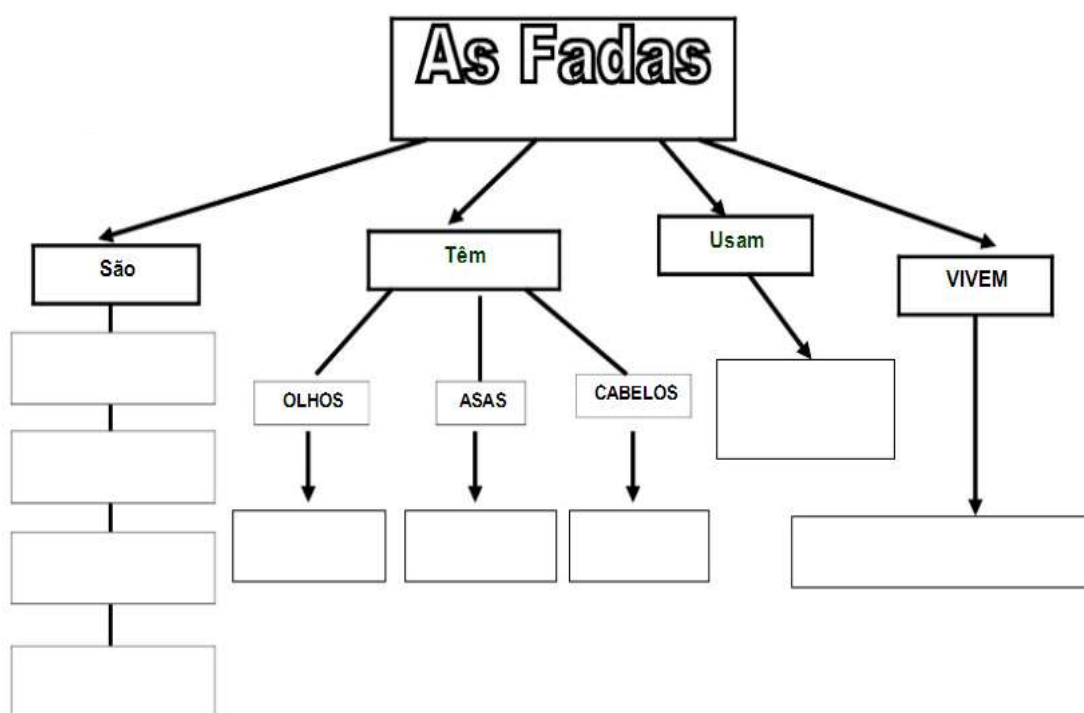 As Fadas
São
Têm
Usam
VIVEM
OLHOS
ASAS
CABELOS